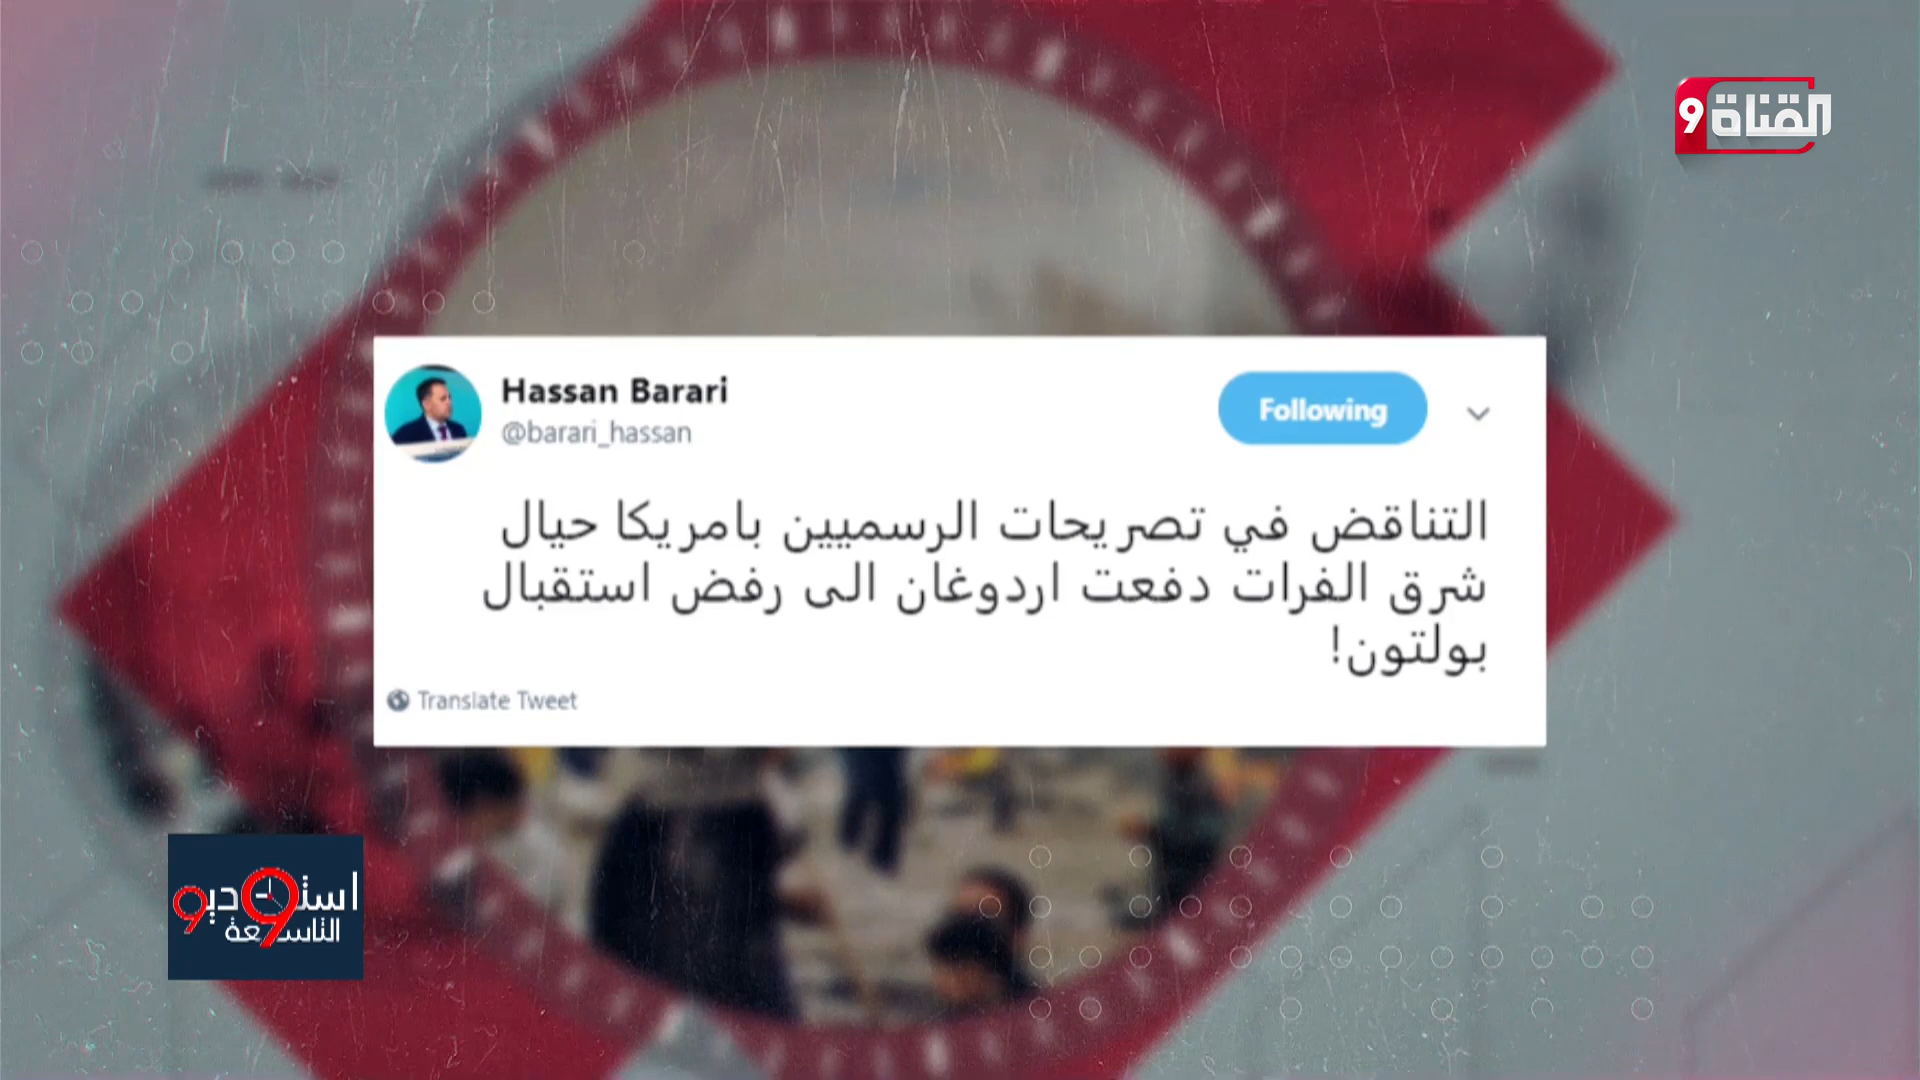 القناة 9
Hassan Barari
@barari_hassan
Following
التناقض في تصريحات الرسميين بامريكا حيال
شرق الفرات دفعت اردوغان الى رفض استقبال
بولتون!
Translate Tweet
استوديو
التاسعة